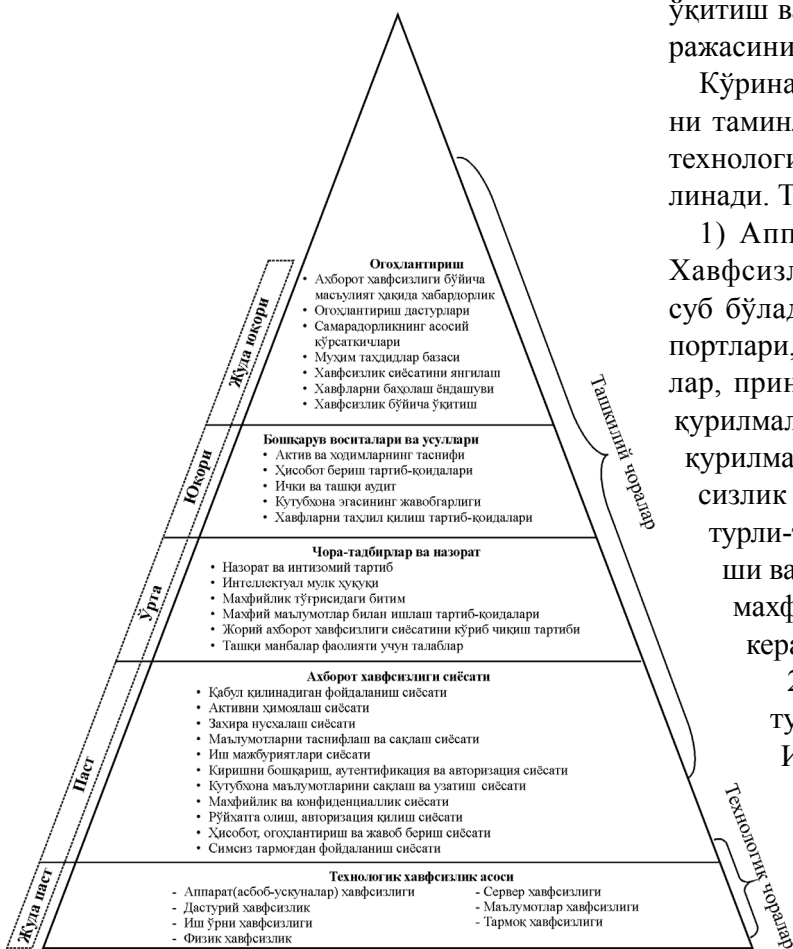 Огоҳлантириш
• Ахборот хавфсизлиги бўйича
масъулият ҳақида хабардорлик
• Огоҳлантириш дастурлари
• Самарадорликнинг асосий
кўрсаткичлари
• Муҳим таҳдидлар базаси
• Хавфсизлик сиёсатини янгилаш
• Хавфларни баҳолаш ёндашуви
• Хавфсизлик бўйича ўқитиш
Бошқарув воситалари ва усуллари
• Актив ва ходимларнинг таснифи
• Ҳисобот бериш тартиб-қоидалари
• Ички ва ташқи аудит
• Кутубхона эгасининг жавобгарлиги
• Хавфларни таҳлил қилиш тартиб-қоидалари
Чора-тадбирлар ва назорат
• Назорат ва интизомий тартиб
• Интеллектуал мулк ҳуқуқи
• Махфийлик тўғрисидаги битим
• Махфий маълумотлар билан ишлаш тартиб-қоидалари
• Жорий ахборот хавфсизлиги сиёсатини кўриб чиқиш тартиби
• Ташқи манбалар фаолияти учун талаблар
Ахборот хавфсизлиги сиёсати
• Қабул қилинадиган фойдаланиш сиёсати
• Активни ҳимоялаш сиёсати
• Захира нусхалаш сиёсати
• Маълумотларни таснифлаш ва сақлаш сиёсати
• Иш мажбуриятлари сиёсати
• Киришни бошқариш, аутентификация ва авторизация сиёсати
• Кутубхона маълумотларини сақлаш ва узатиш сиёсати
• Махфийлик ва конфиденциаллик сиёсати
• Рўйхатга олиш, авторизация қилиш сиёсати
• Ҳисобот, огоҳлантириш ва жавоб бериш сиёсати
• Симсиз тармоғдан фойдаланиш сиёсати
Технологик хавфсизлик асоси
- Аппарат(асбоб-ускуналар) хавфсизлиги
- Дастурий хавфсизлик
- Иш ўрни хавфсизлиги
- Физик хавфсизлик
- Сервер хавфсизлиги
- Маълумотлар хавфсизлиги
- Тармоқ хавфсизлиги
Жуда юқори
Юқори
Ўрта
Паст
Жуда паст
Ташкилий чоралар
Технологик чоралар
ўқитиш ва
ражасини
Кўрина
ни таминл
технологи
линади. Т
1) Апп
Хавфсизл
суб бўлад
портлари,
лар, прин
қурилмал
қурилма
сизлик
турли-т
ши ва
махф
кера
2
ту
И